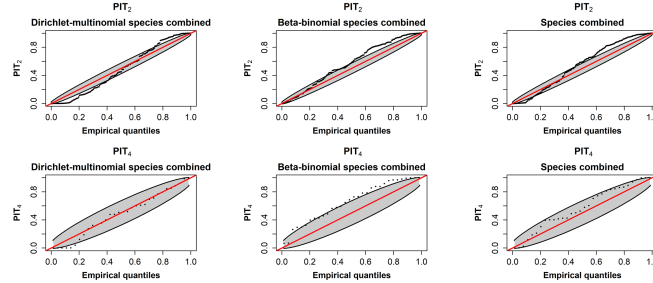 PIT2
Dirichlet-multinomial species combined
PIT2
0.0 0.4 0.8
0.0 0.2 0.4 0.6 0.8 1.0
Empirical quantiles
PIT2
Beta-binomial species combined
PIT2
0.0 0.4 0.8
0.0 0.2 0.4 0.6 0.8 1.0
Empirical quantiles
PIT2
Species combined
PIT2
0.0 0.4 0.8
0.0 0.2 0.4 0.6 0.8 1.0
Empirical quantiles
PIT4
Dirichlet-multinomial species combined
PIT4
0.0 0.4 0.8
0.0 0.2 0.4 0.6 0.8 1.0
Empirical quantiles
PIT4
Beta-binomial species combined
PIT4
0.0 0.4 0.8
0.0 0.2 0.4 0.6 0.8 1.0
Empirical quantiles
PIT4
Species combined
PIT4
0.0 0.4 0.8
0.0 0.2 0.4 0.6 0.8 1.0
Empirical quantiles